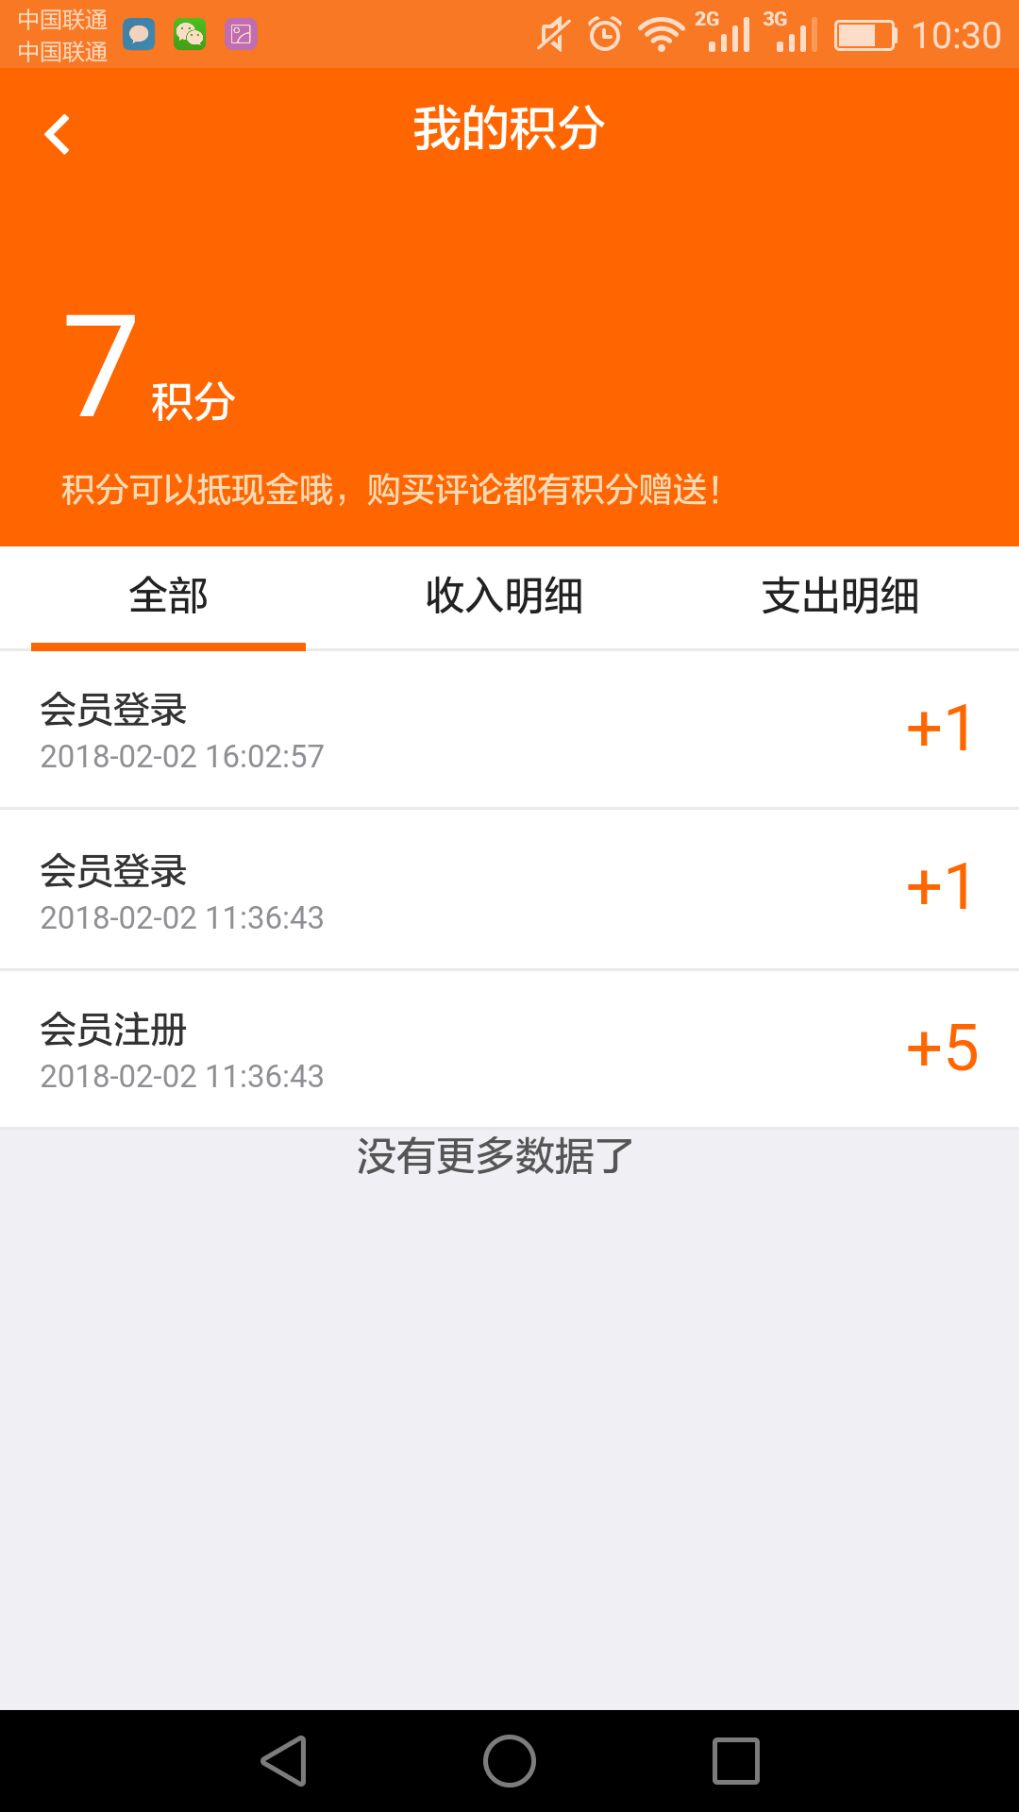 中国联通
中国联通
2G
3G
10:30
我的积分
7 积分
积分可以抵现金哦，购买评论都有积分赠送！
全部 收入明细 支出明细
会员登录
+1
2018-02-02 16:02:57
会员登录
+1
2018-02-02 11:36:43
会员注册
+5
2018-02-02 11:36:43
没有更多数据了